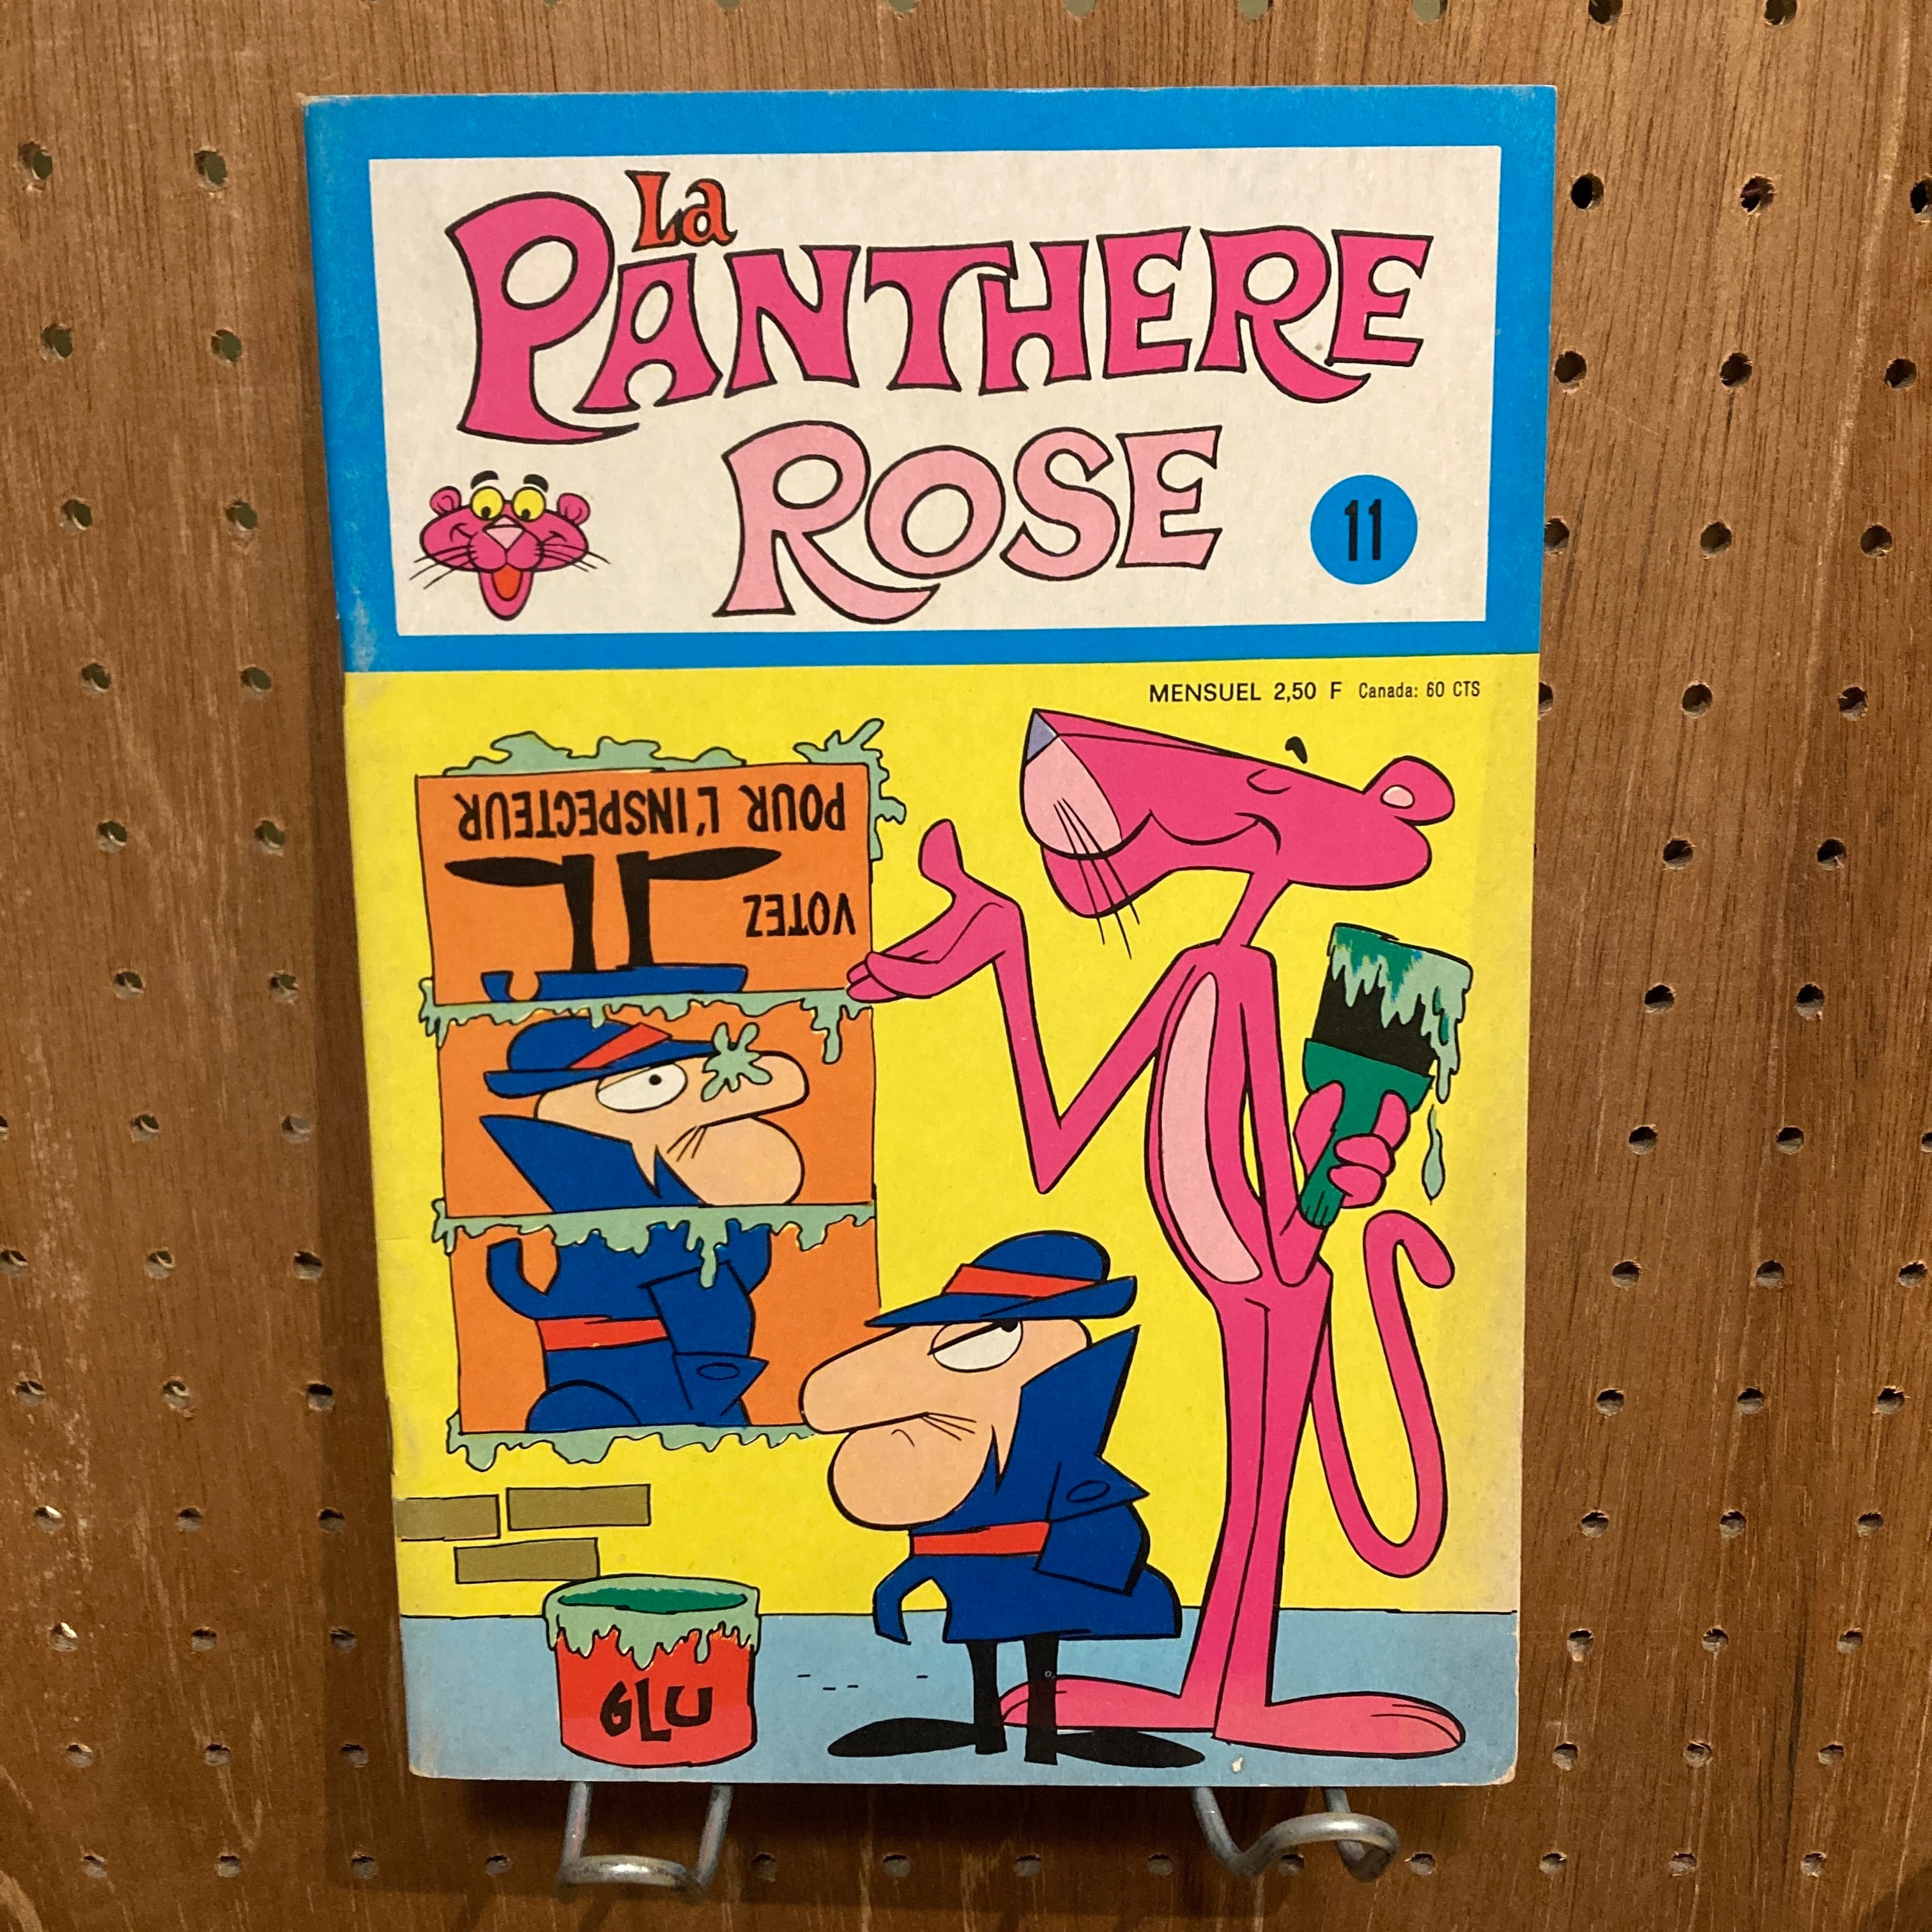 La
PANTHERE
ROSE
11
MENSUEL 2,50 F Canada: 60 CTS
VOTEZ
POUR L'INSPECTEUR
GLU